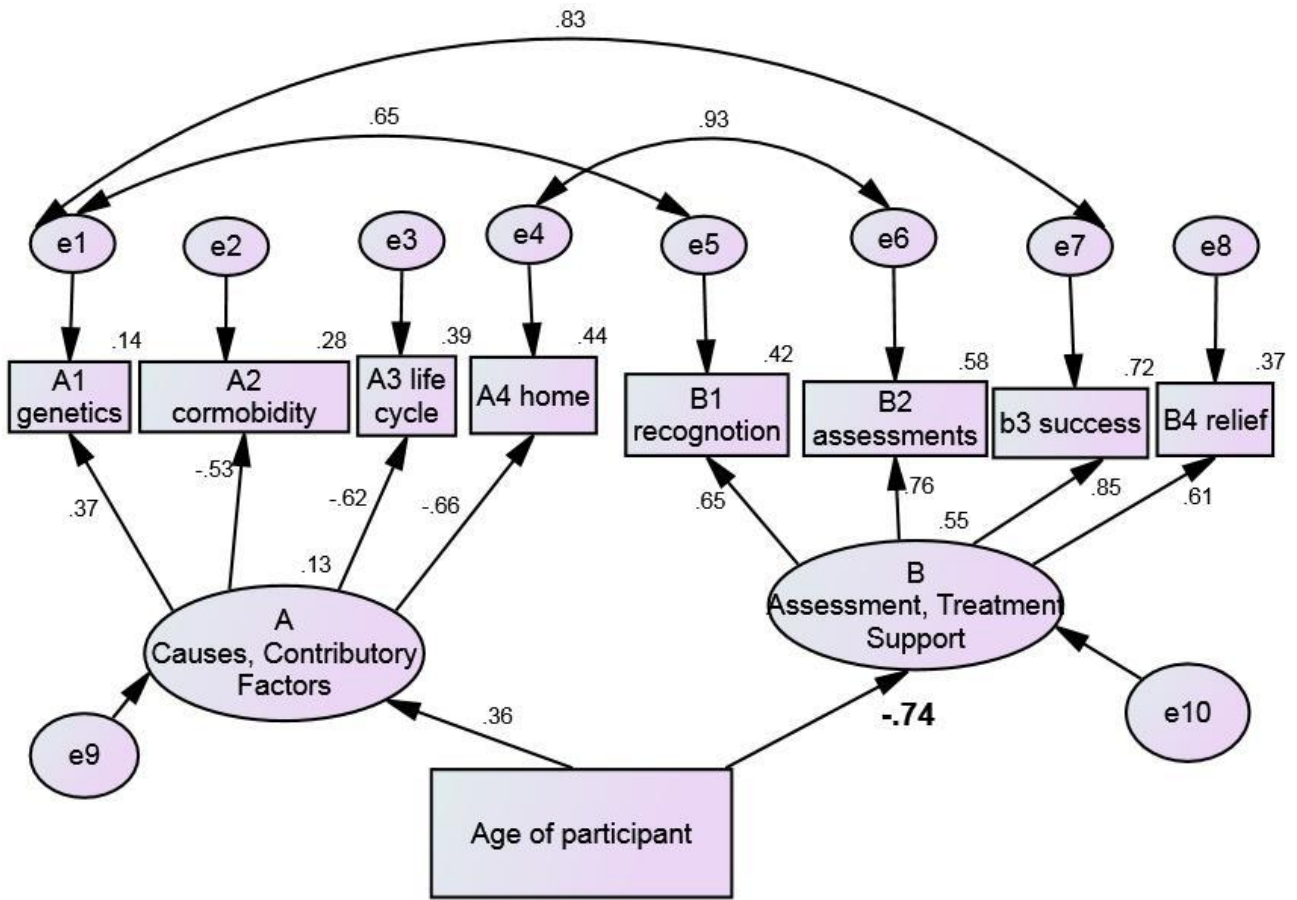 .83
.65
.93
e1
e2
e3
e4
e5
e6
e7
e8
.14
.28
.39
.44
.42
.58
.72
.37
A1
genetics
A2
cormobidity
A3 life
cycle
A4 home
B1
recognotion
B2
assessments
b3 success
B4 relief
.37
-.53
-.62
-.66
.65
.76
.85
.61
.13
.55
A
Causes, Contributory
Factors
B
Assessment, Treatment
Support
e9
e10
.36
-.74
Age of participant